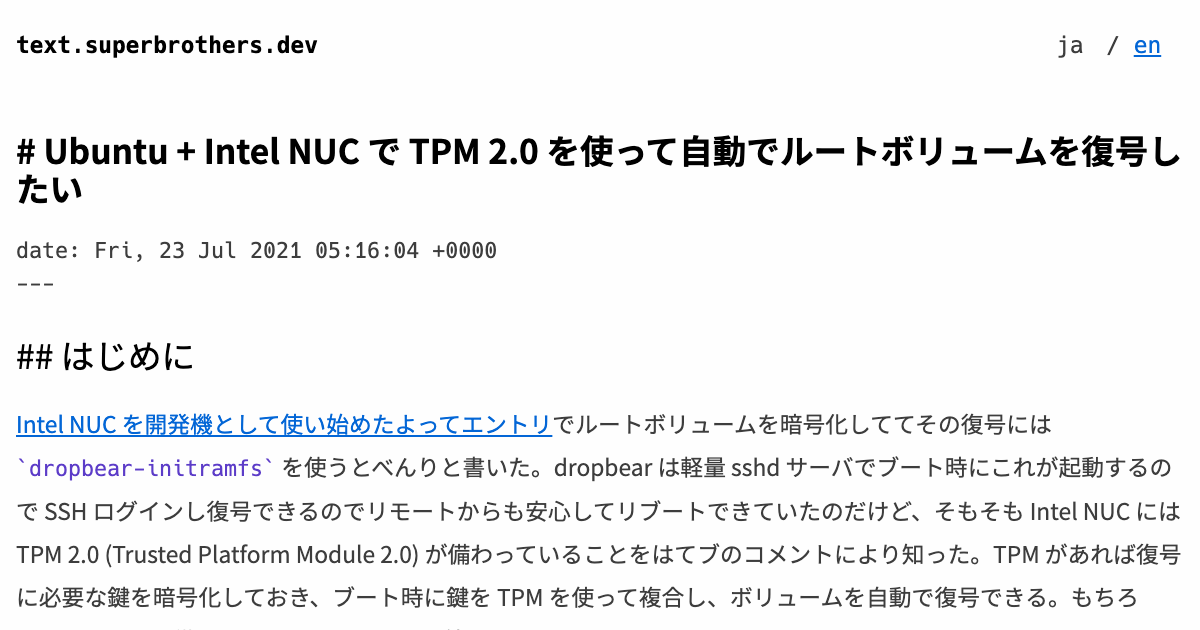 text.superbrothers.dev
ja / en
# Ubuntu + Intel NUC で TPM 2.0 を使って自動でルートボリュームを復号し
たい
date: Fri, 23 Jul 2021 05:16:04 +0000
---
## はじめに
Intel NUC を開発機として使い始めたよってエントリでルートボリュームを暗号化しててその復号には
`dropbear-initramfs` を使うとべんりと書いた。dropbear は軽量 sshd サーバでブート時にこれが起動するの
で SSH ログインし復号できるのでリモートからも安心してリブートできていたのだけど、そもそも Intel NUC には
TPM 2.0 (Trusted Platform Module 2.0) が備わっていることをはてブのコメントにより知った。TPM があれば復号
に必要な鍵を暗号化しておき、ブート時に鍵を TPM を使って複合し、ボリュームを自動で復号できる。もちろ